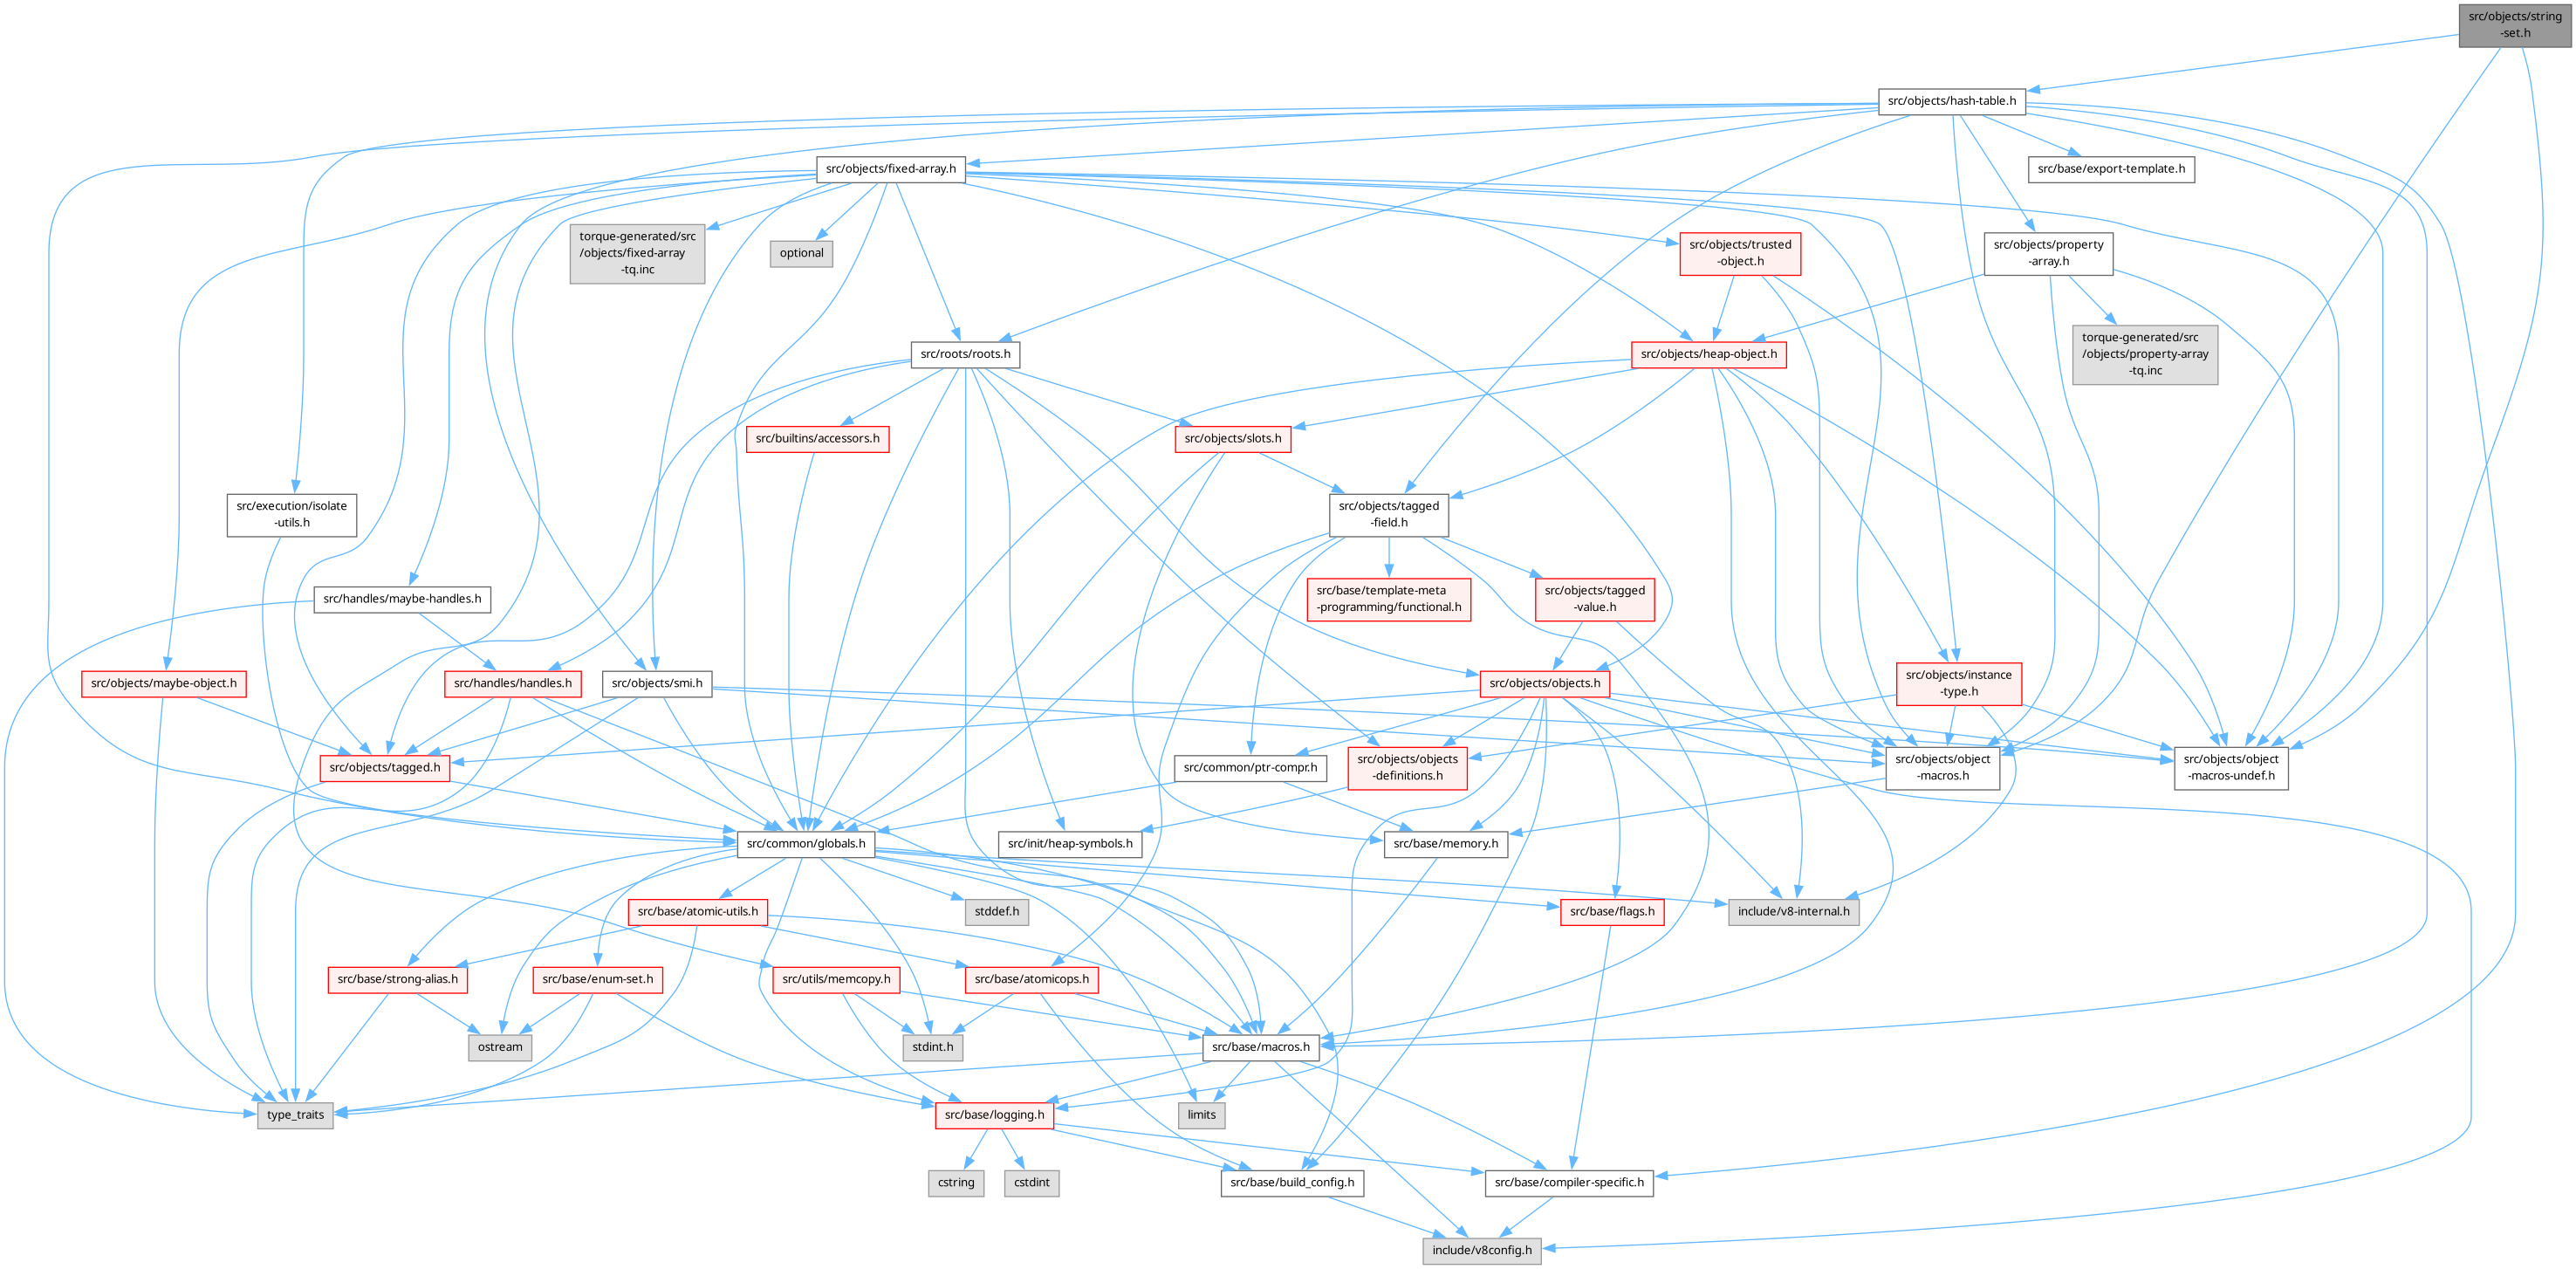 src/objects/string
-set.h
src/objects/hash-table.h
src/objects/fixed-array.h
src/base/export-template.h
torque-generated/src
/objects/fixed-array
-tq.inc
optional
src/objects/trusted
-object.h
src/objects/property
-array.h
src/roots/roots.h
src/objects/heap-object.h
torque-generated/src
/objects/property-array
-tq.inc
src/builtins/accessors.h
src/objects/slots.h
src/execution/isolate
-utils.h
src/objects/tagged
-field.h
src/handles/maybe-handles.h
src/base/template-meta
-programming/functional.h
src/objects/tagged
-value.h
src/objects/maybe-object.h
src/handles/handles.h
src/objects/smi.h
src/objects/objects.h
src/objects/instance
-type.h
src/objects/tagged.h
src/common/ptr-compr.h
src/objects/objects
-definitions.h
src/objects/object
-macros.h
src/objects/object
-macros-undef.h
src/common/globals.h
src/init/heap-symbols.h
src/base/memory.h
src/base/atomic-utils.h
stddef.h
src/base/flags.h
include/v8-internal.h
src/base/strong-alias.h
src/base/enum-set.h
src/utils/memcopy.h
src/base/atomicops.h
ostream
stdint.h
src/base/macros.h
type_traits
src/base/logging.h
limits
cstring
cstdint
src/base/build_config.h
src/base/compiler-specific.h
include/v8config.h